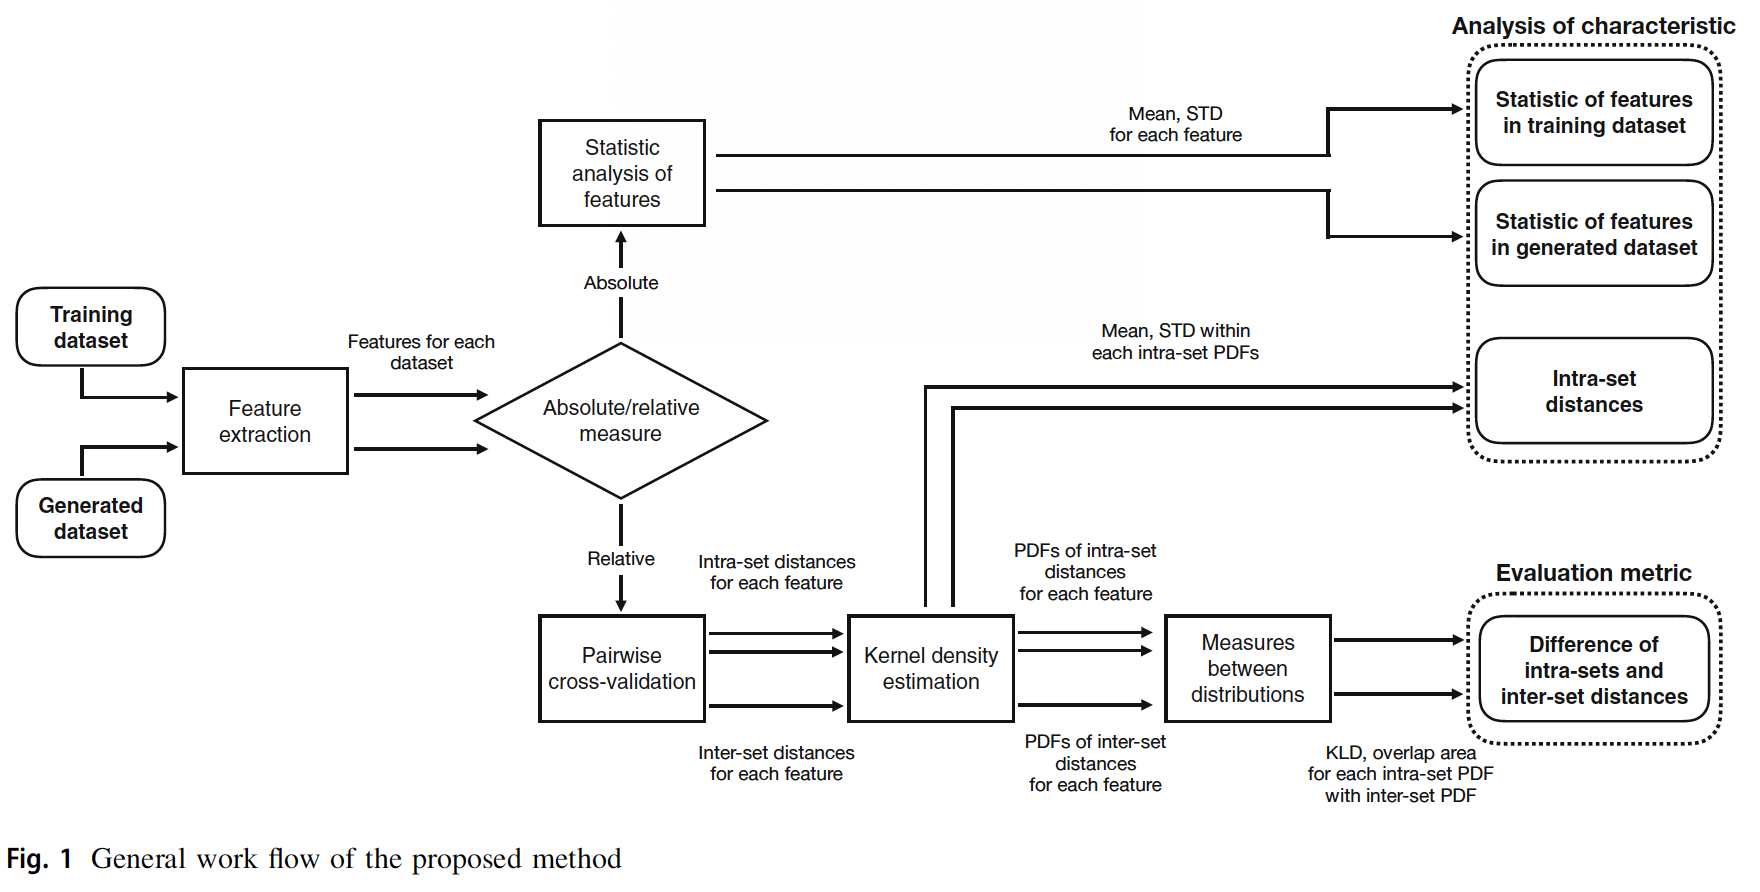 Analysis of characteristic
Statistic of features
in training dataset
Mean, STD
for each feature
Statistic
analysis of
features
Statistic of features
in generated dataset
Absolute
Training
dataset
Features for each
dataset
Mean, STD within
each intra-set PDFs
Intra-set
distances
Feature
extraction
Absolute/relative
measure
Generated
dataset
Relative
Intra-set distances
for each feature
PDFs of intra-set
distances
for each feature
Evaluation metric
Pairwise
cross-validation
Kernel density
estimation
Measures
between
distributions
Difference of
intra-sets and
inter-set distances
Inter-set distances
for each feature
PDFs of inter-set
distances
for each feature
KLD, overlap area
for each intra-set PDF
with inter-set PDF
Fig. 1 General work flow of the proposed method